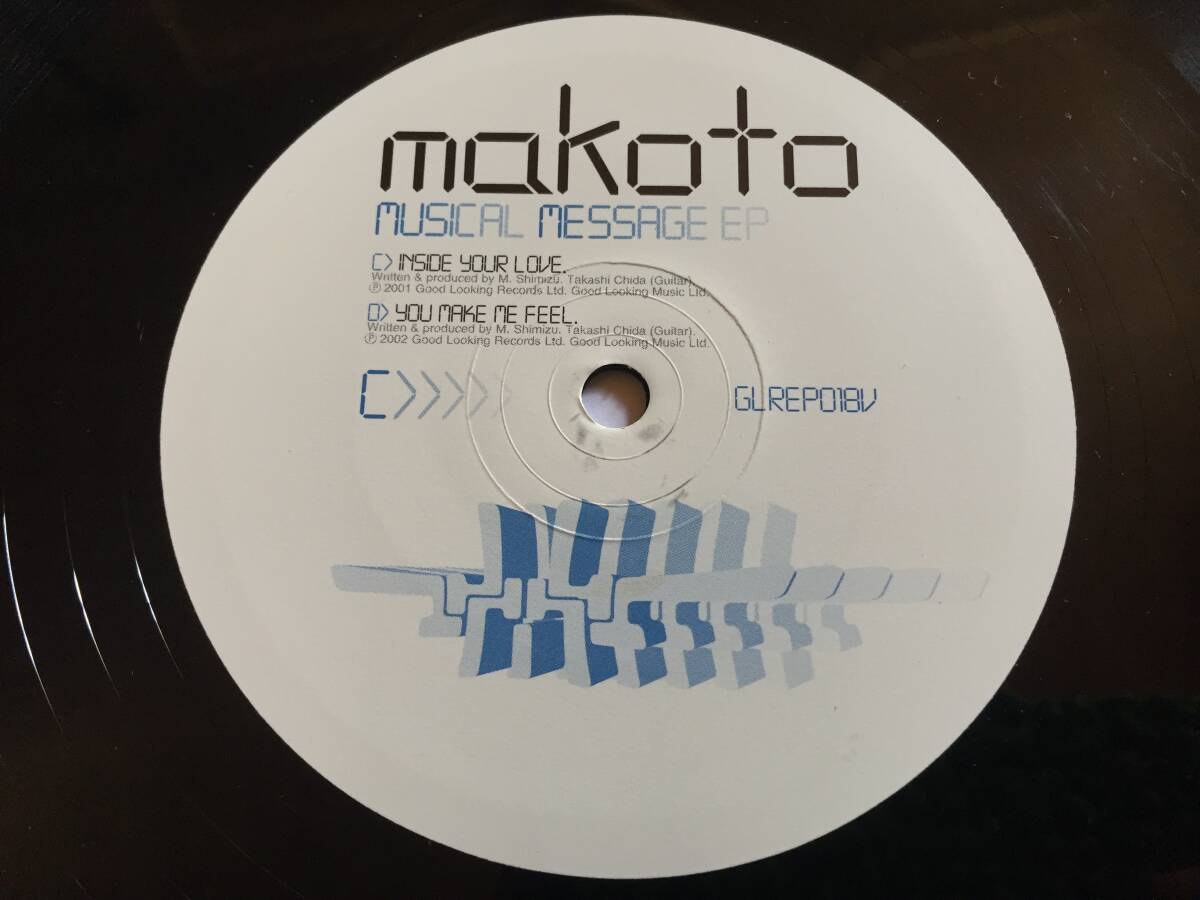 makoto
MUSICAL MESSAGE EP
C> INSIDE YOUR LOVE.
Written & produced by M. Shimizu. Takashi Chida (Guitar).
℗ 2001 Good Looking Records Ltd. Good Looking Music Ltd.
D> YOU MAKE ME FEEL.
Written & produced by M. Shimizu. Takashi Chida (Guitar).
℗ 2002 Good Looking Records Ltd. Good Looking Music Ltd.
C>>>>>
GLREP018V